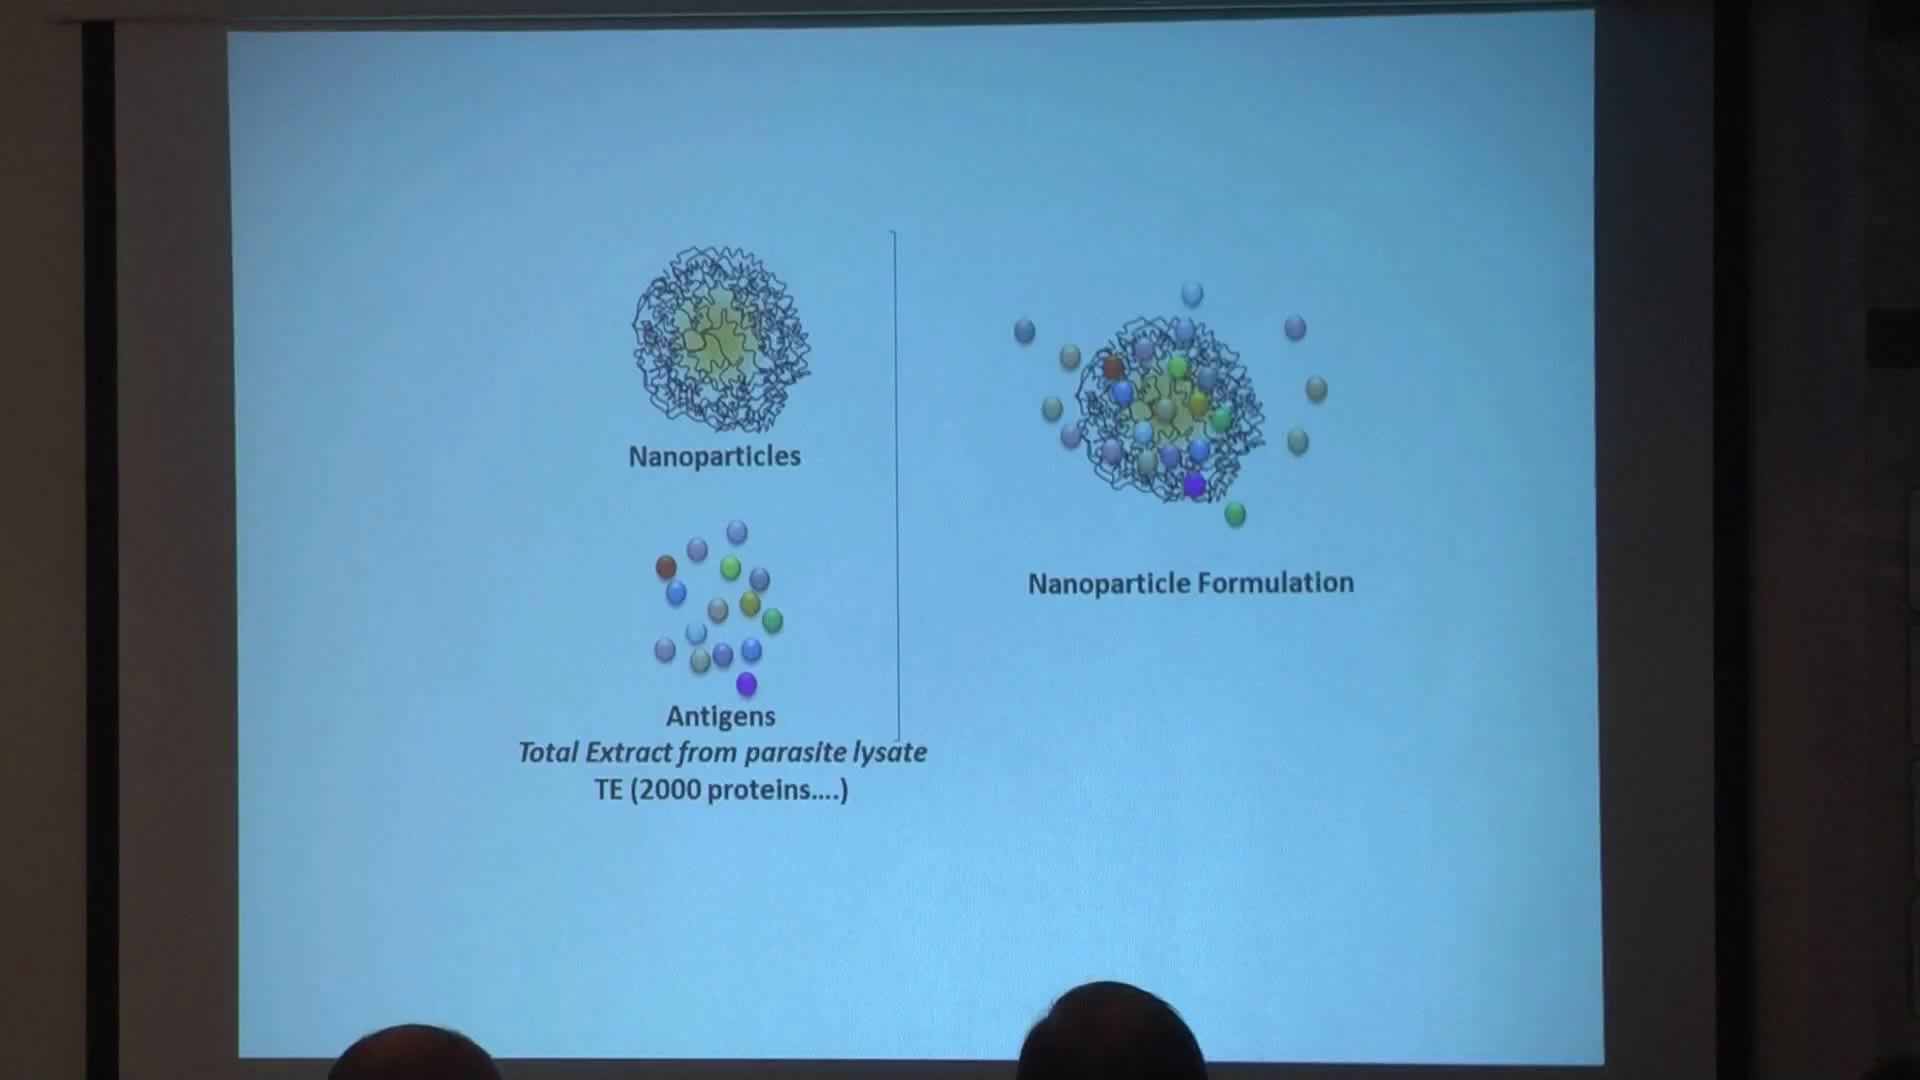 Nanoparticles
Antigens
Total Extract from parasite lysate
TE (2000 proteins....)
Nanoparticle Formulation